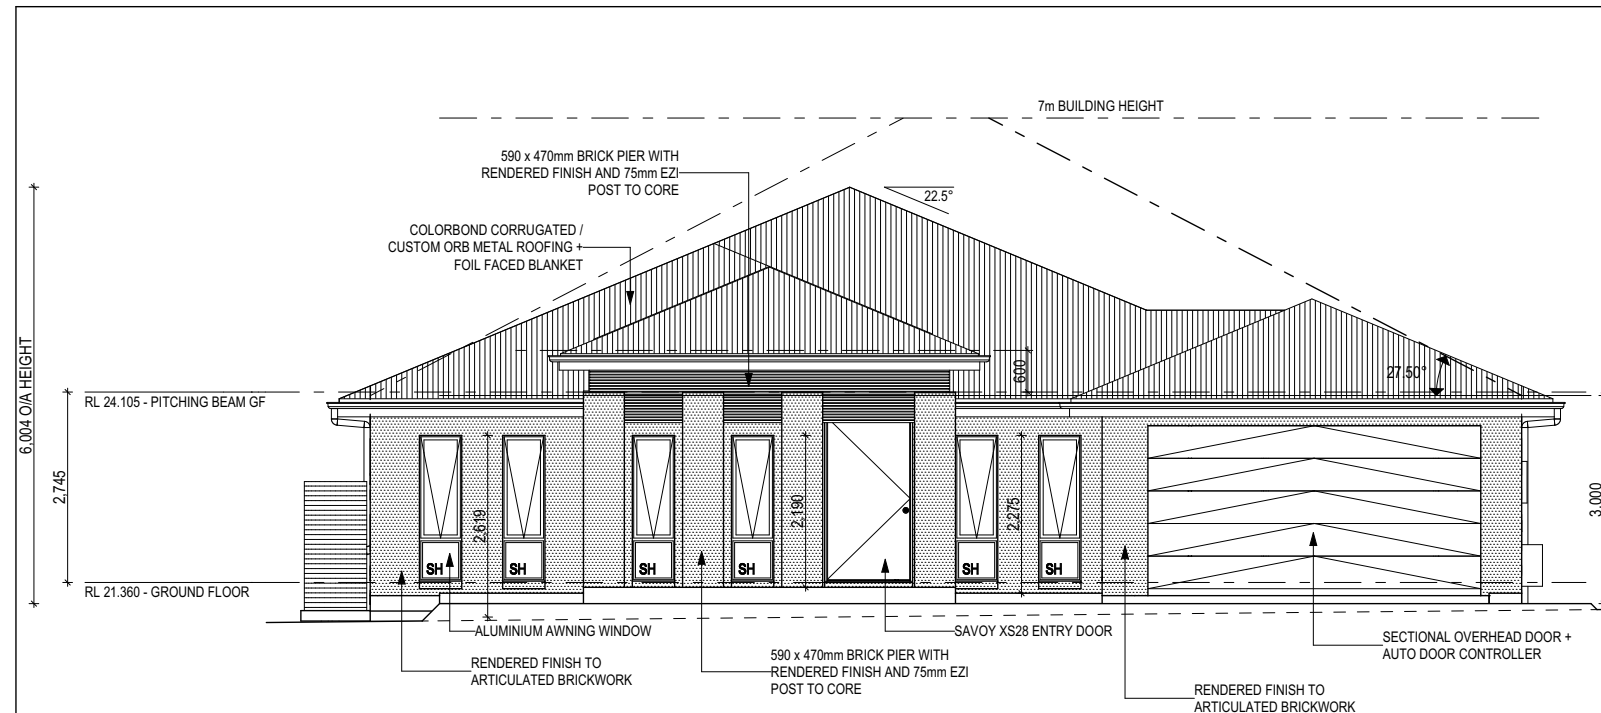 7m BUILDING HEIGHT
590 x 470mm BRICK PIER WITH
RENDERED FINISH AND 75mm EZI
POST TO CORE
22.5°
COLORBOND CORRUGATED /
CUSTOM ORB METAL ROOFING +
FOIL FACED BLANKET
6,004 O/A HEIGHT
600
27.50°
RL 24.105 - PITCHING BEAM GF
2,745
2,619
2,190
2,275
3.000
SH
SH
SH
SH
SH
SH
RL 21.360 - GROUND FLOOR
ALUMINIUM AWNING WINDOW
SAVOY XS28 ENTRY DOOR
SECTIONAL OVERHEAD DOOR +
AUTO DOOR CONTROLLER
RENDERED FINISH TO
ARTICULATED BRICKWORK
590 x 470mm BRICK PIER WITH
RENDERED FINISH AND 75mm EZI
POST TO CORE
RENDERED FINISH TO
ARTICULATED BRICKWORK